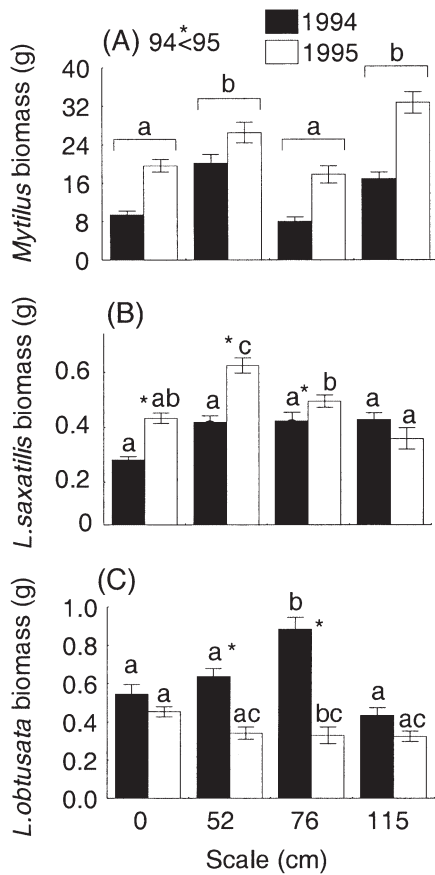 (A) 94<95
*
1994
1995
Mytilus biomass (g)
40
32
24
16
8
0
a
b
a
b
(B)
L.saxatilis biomass (g)
0.6
0.4
0.2
0
a
* ab
a
* c
a *
b
a
a
(C)
L.obtusata biomass (g)
1.0
0.8
0.6
0.4
0.2
0.0
a
a
a *
ac
b *
bc
a
ac
0 52 76 115
Scale (cm)